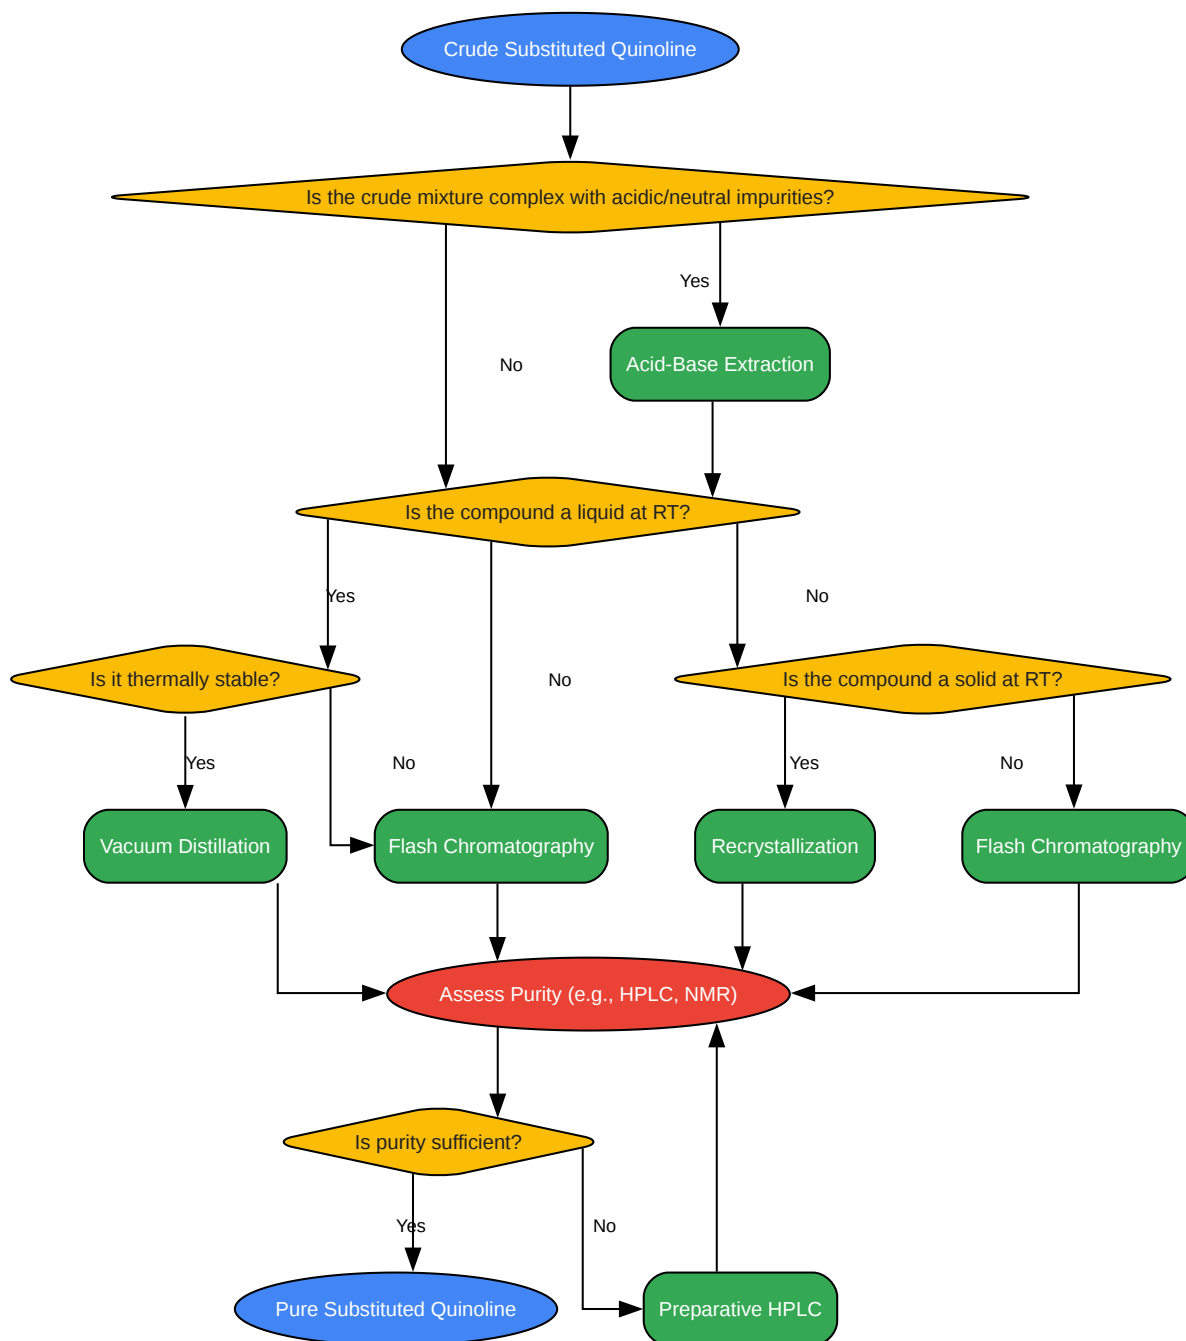 Crude Substituted Quinoline
Is the crude mixture complex with acidic/neutral impurities?
Yes
No
Acid-Base Extraction
Is the compound a liquid at RT?
Yes
No
No
Is it thermally stable?
Is the compound a solid at RT?
Yes
No
Yes
No
Vacuum Distillation
Flash Chromatography
Recrystallization
Flash Chromatography
Assess Purity (e.g., HPLC, NMR)
Is purity sufficient?
Yes
No
Pure Substituted Quinoline
Preparative HPLC